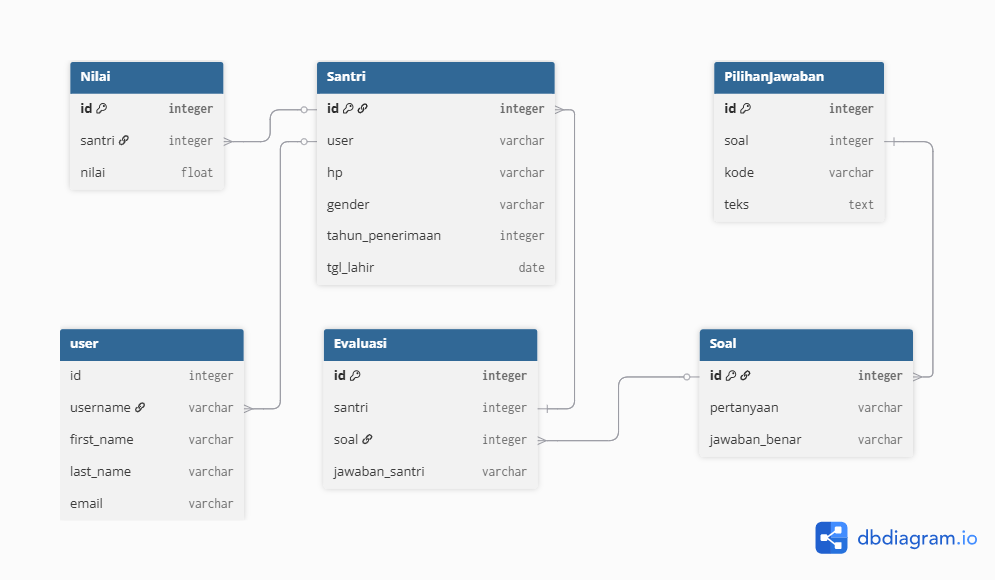 Nilai
id integer
santri integer
nilai float
Santri
id integer
user varchar
hp varchar
gender varchar
tahun_penerimaan integer
tgl_lahir date
PilihanJawaban
id integer
soal integer
kode varchar
teks text
user
id integer
username varchar
first_name varchar
last_name varchar
email varchar
Evaluasi
id integer
santri integer
soal integer
jawaban_santri varchar
Soal
id integer
pertanyaan varchar
jawaban_benar varchar
dbdiagram.io